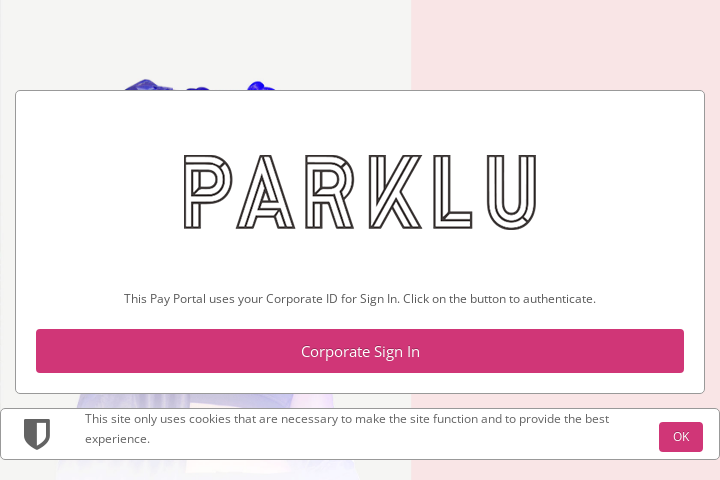 PARKLU
This Pay Portal uses your Corporate ID for Sign In. Click on the button to authenticate.
Corporate Sign In
This site only uses cookies that are necessary to make the site function and to provide the best
experience.
OK